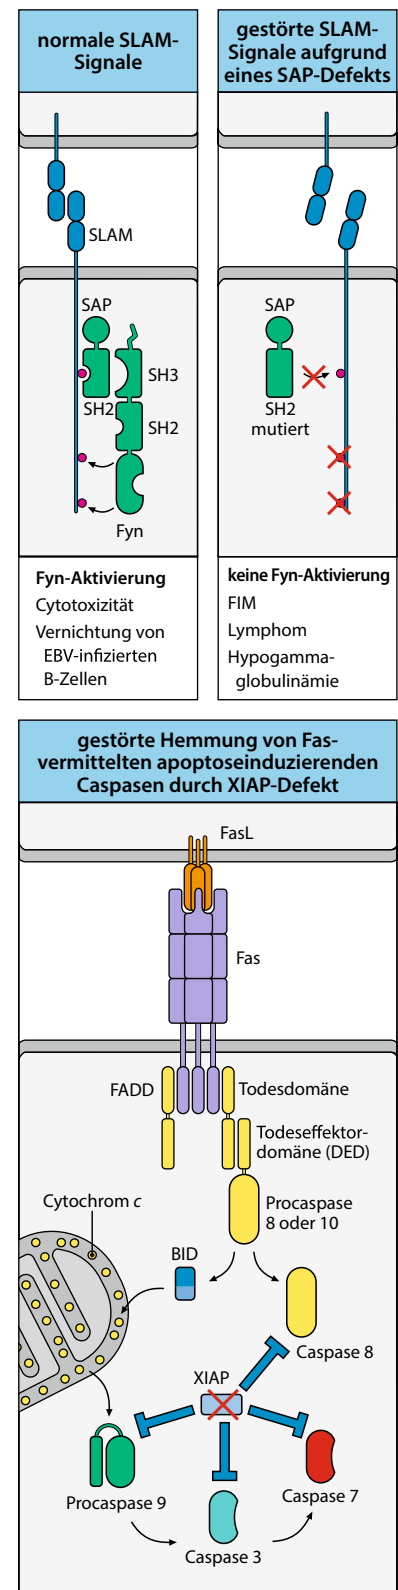 normale SLAM-
Signale
SLAM
SAP
SH3
SH2
SH2
Fyn
Fyn-Aktivierung
Cytotoxizität
Vernichtung von
EBV-infizierten
B-Zellen
gestörte SLAM-
Signale aufgrund
eines SAP-Defekts
SAP
SH2
mutiert
keine Fyn-Aktivierung
FIM
Lymphom
Hypogamma-
globulinämie
gestörte Hemmung von Fas-
vermittelten apoptoseinduzierenden
Caspasen durch XIAP-Defekt
FasL
Fas
FADD
Todesdomäne
Todeseffektor-
domäne (DED)
Cytochrom c
Procaspase
8 oder 10
BID
Caspase 8
XIAP
Procaspase 9
Caspase 7
Caspase 3